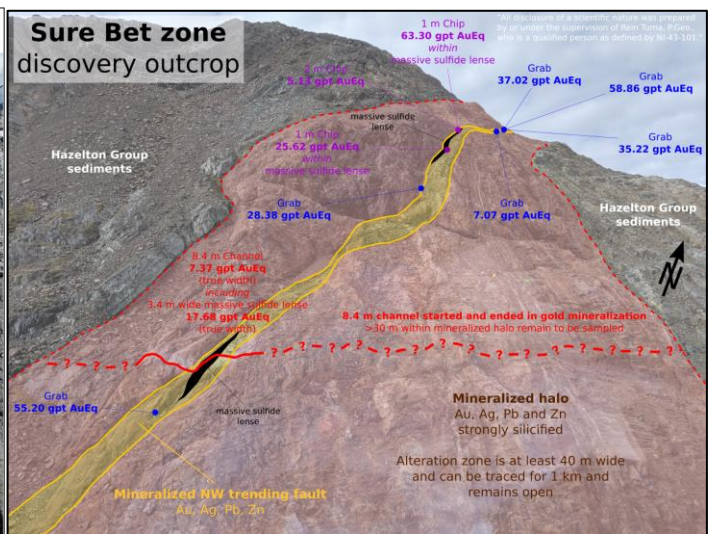 Sure Bet zone
discovery outcrop
"All disclosure of a scientific nature was prepared
by or under the supervision of Rein Turna, P.Geo.
who is a qualified person as defined by NI-43-101."
1 m Chip
63.30 gpt AuEq
within
massive sulfide lense
m Chip
5.11 gpt AuEq
Grab
37.02 gpt AuEq
Grab
58.86 gpt AuEq
Grab
35.22 gpt AuEq
massive sulfide
lense
1 m Chip
25.62 gpt AuEq
within
massive sulfide lense
Hazelton Group
sediments
Grab
28.38 gpt AuEq
Grab
7.07 gpt AuEq
Hazelton Group
sediments
N
8.4 m Channel
7.37 gpt AuEq
(true width)
including
3.4 m wide massive sulfide lense
17.68 gpt AuEq
(true width)
8.4 m channel started and ended in gold mineralization
>30 m within mineralized halo remain to be sampled
? ? ? ? ? ? ? ? ? ? ? ? ? ? ?
Grab
55.20 gpt AuEq
massive sulfide
lense
Mineralized halo
Au, Ag, Pb and Zn
strongly silicified
Alteration zone is at least 40 m wide
and can be traced for 1 km and
remains open
Mineralized NW trending fault
Au, Ag, Pb, Zn